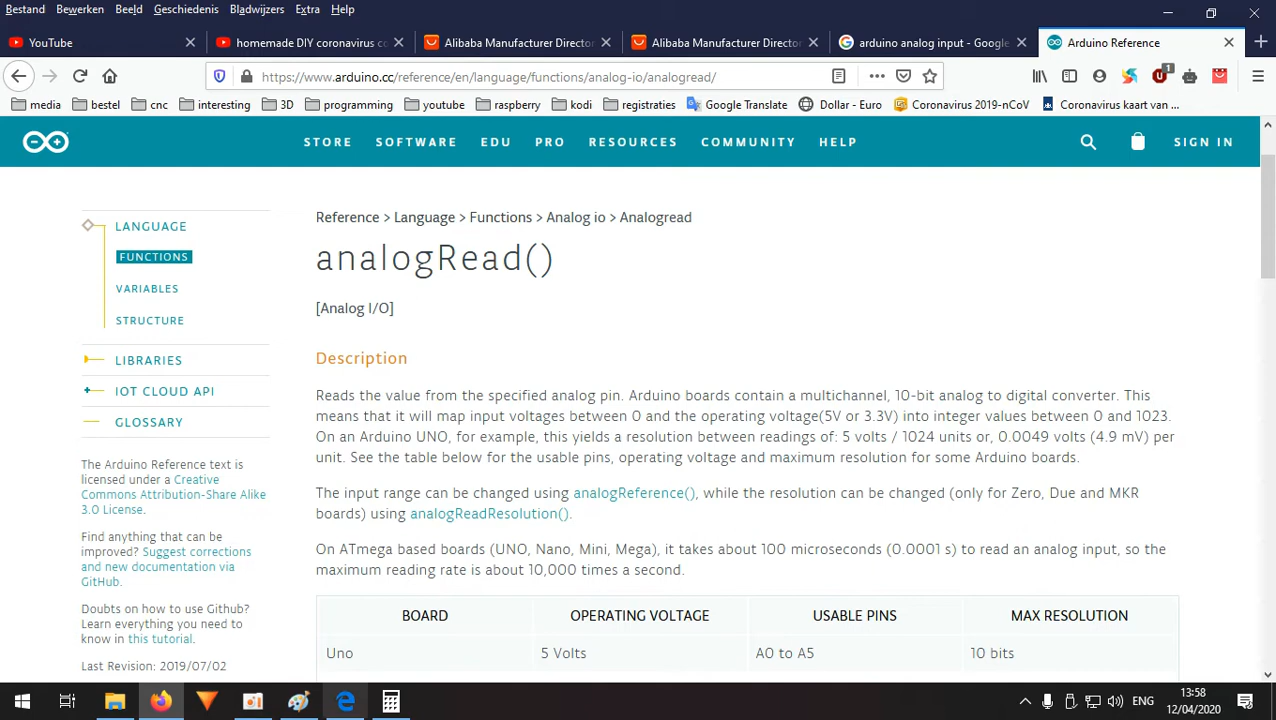 Bestand Bewerken Beeld Geschiedenis Bladwijzers Extra Help
YouTube
homemade DIY coronavirus co
Alibaba Manufacturer Director
Alibaba Manufacturer Director
arduino analog input - Google
Arduino Reference
https://www.arduino.cc/reference/en/language/functions/analog-io/analogread/
1
media bestel cnc interesting 3D programming youtube raspberry kodi registraties Google Translate Dollar - Euro Coronavirus 2019-nCoV Coronavirus kaart van ...
STORE SOFTWARE EDU PRO RESOURCES COMMUNITY HELP SIGN IN
LANGUAGE
FUNCTIONS
VARIABLES
STRUCTURE
LIBRARIES
IOT CLOUD API
GLOSSARY
The Arduino Reference text is
licensed under a Creative
Commons Attribution-Share Alike
3.0 License.
Find anything that can be
improved? Suggest corrections
and new documentation via
GitHub.
Doubts on how to use Github?
Learn everything you need to
know in this tutorial.
Last Revision: 2019/07/02
Reference > Language > Functions > Analog io > Analogread
analogRead()
[Analog I/O]
Description
Reads the value from the specified analog pin. Arduino boards contain a multichannel, 10-bit analog to digital converter. This
means that it will map input voltages between 0 and the operating voltage(5V or 3.3V) into integer values between 0 and 1023.
On an Arduino UNO, for example, this yields a resolution between readings of: 5 volts / 1024 units or, 0.0049 volts (4.9 mV) per
unit. See the table below for the usable pins, operating voltage and maximum resolution for some Arduino boards.
The input range can be changed using analogReference(), while the resolution can be changed (only for Zero, Due and MKR
boards) using analogReadResolution().
On ATmega based boards (UNO, Nano, Mini, Mega), it takes about 100 microseconds (0.0001 s) to read an analog input, so the
maximum reading rate is about 10,000 times a second.
BOARD OPERATING VOLTAGE USABLE PINS MAX RESOLUTION
Uno 5 Volts A0 to A5 10 bits
ENG
13:58
12/04/2020